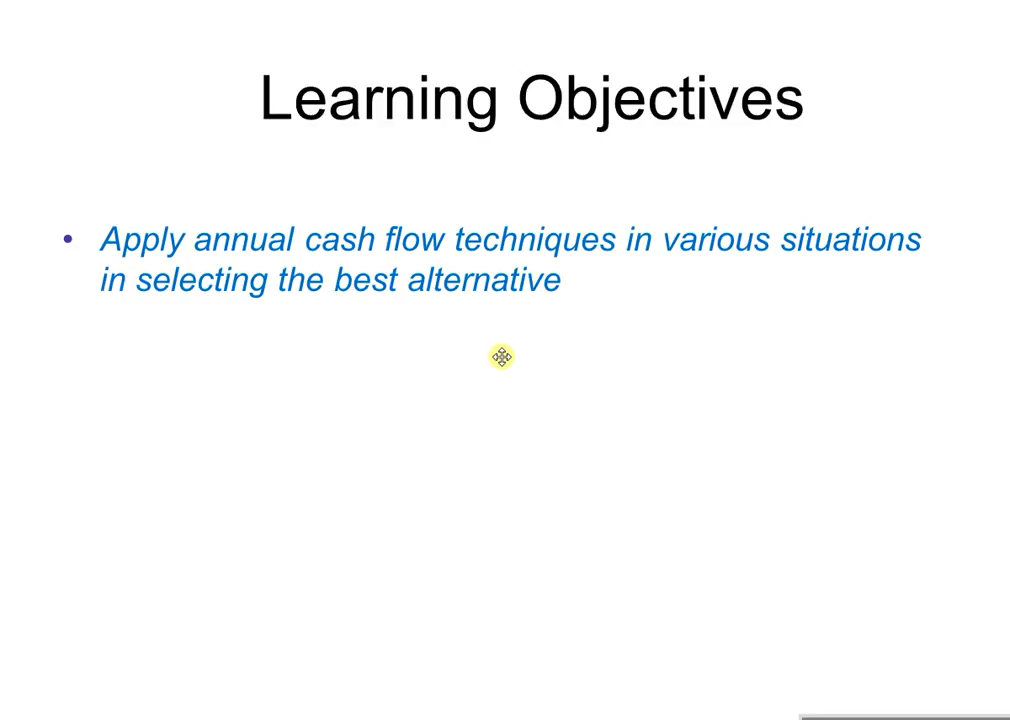 Learning Objectives
• Apply annual cash flow techniques in various situations
in selecting the best alternative